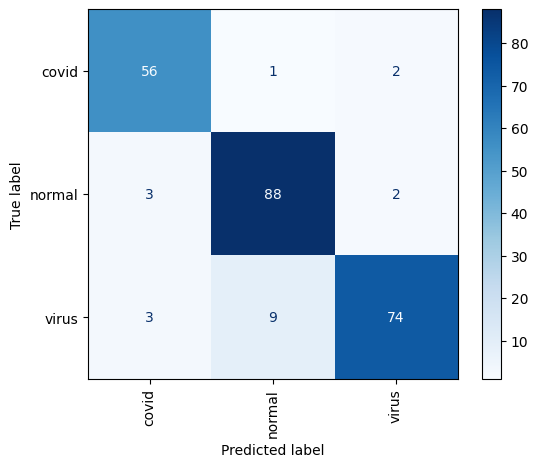 covid
normal
virus
True label
56 1 2
3 88 2
3 9 74
covid
normal
virus
Predicted label
80
70
60
50
40
30
20
10